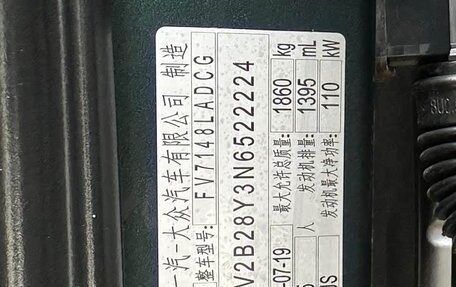 一汽-大众汽车有限公司 制造
整车型号: FV7148LADCG
V2B28Y3N6522224
-07-19 最大允许总质量: 1860 kg
人 发动机排量: 1395 mL
JS 发动机最大净功率: 110 kW